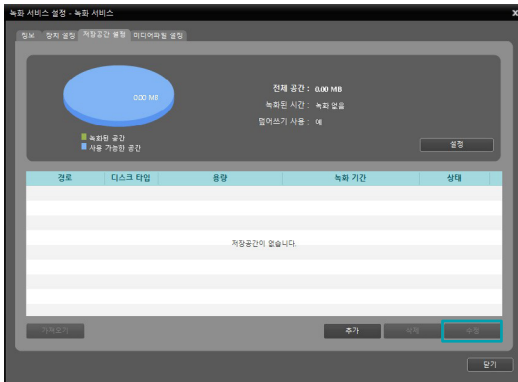 녹화 서비스 설정 - 녹화 서비스
x
정보 장치 설정 저장공간 설정 미디어파일 설정
0.00 MB
전체 공간 : 0.00 MB
녹화된 시간 : 녹화 없음
덮어쓰기 사용 : 예
녹화된 공간
사용 가능한 공간
설정
경로 디스크 타입 용량 녹화 기간 상태
저장공간이 없습니다.
가져오기 추가 삭제 수정
닫기